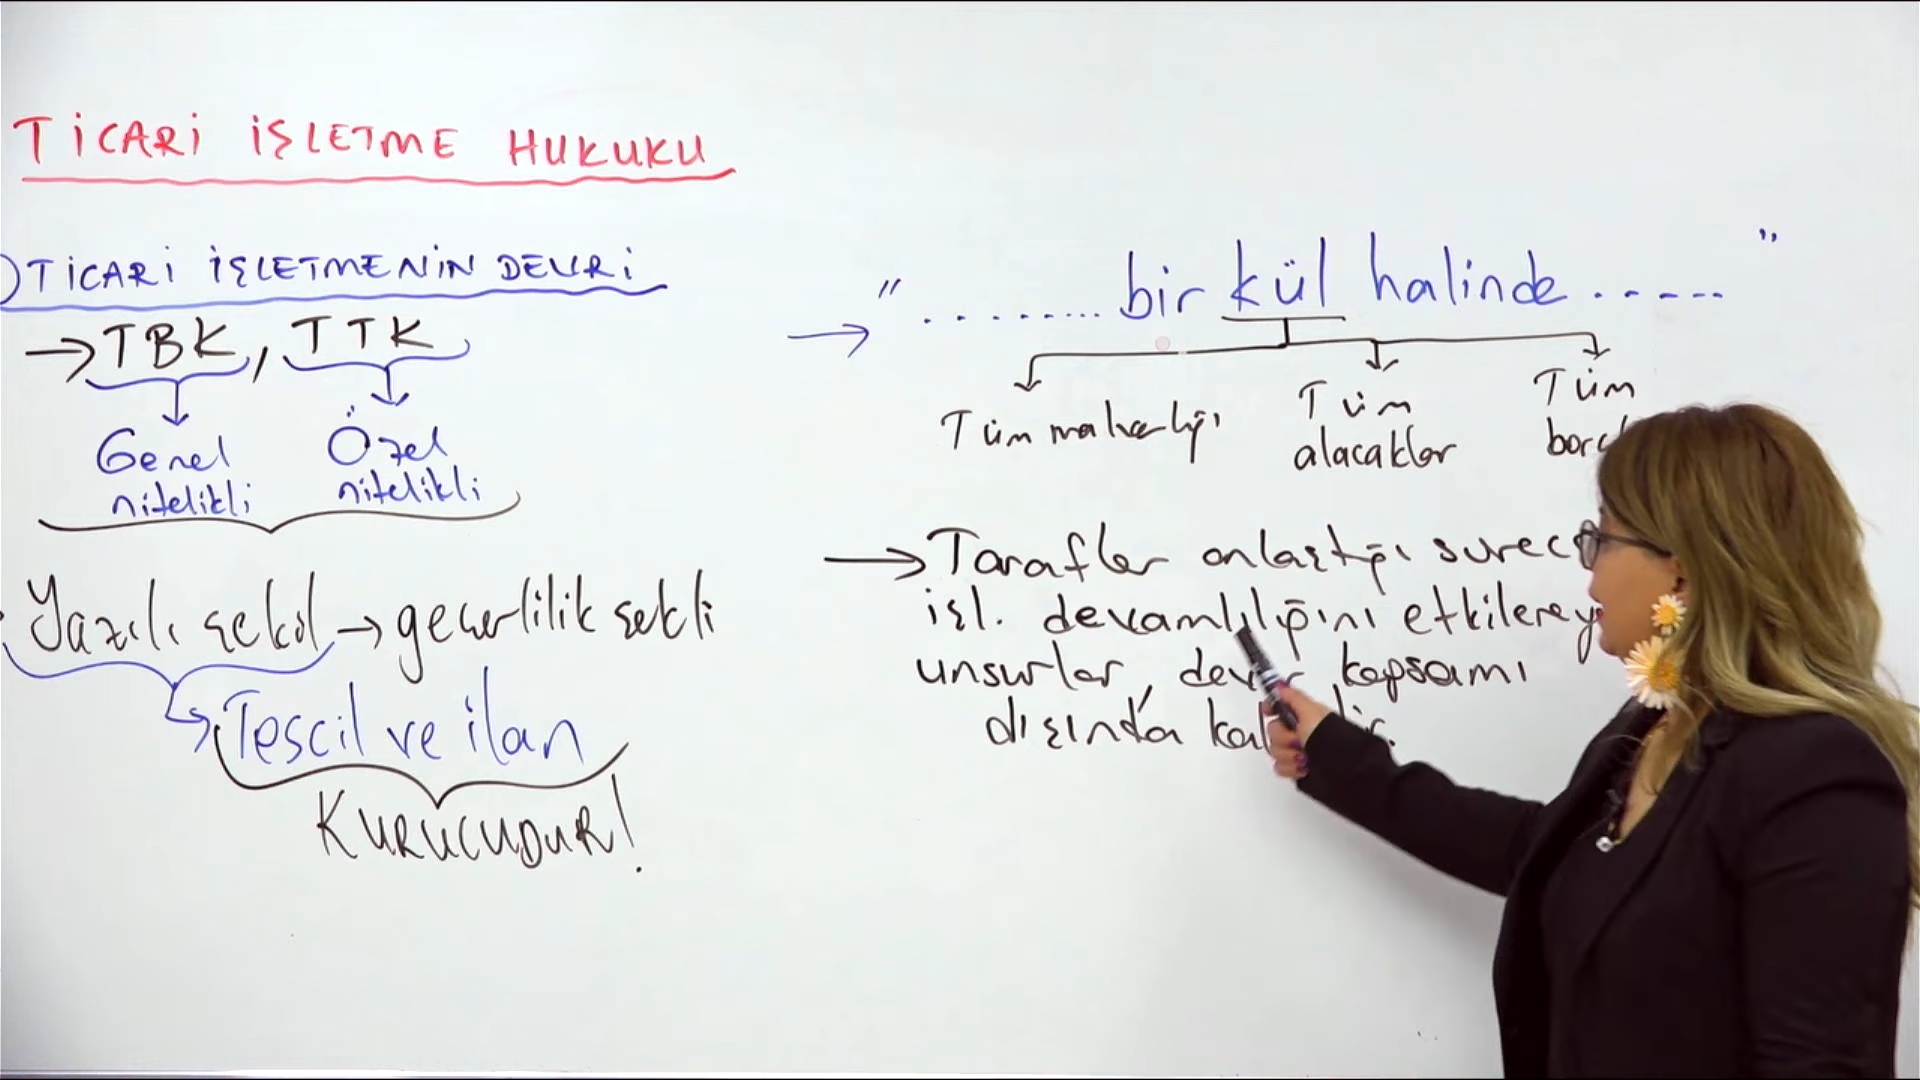 TİCARİ İŞLETME HUKUKU
)TİCARİ İŞLETMENİN DEVRİ
→TBK, TTK
Genel nitelikli
Özel nitelikli
Yazılı şekil → geçerlilik şekli
Tescil ve ilan
KURUCUDUR!
→ " ........ bir kül halinde ...... "
Tüm malvarlığı
Tüm alacaklar
Tüm
→ Taraflar anlaştığı sürece
işl. devamlılığını
unsurlar, devir kapsamı
dışında